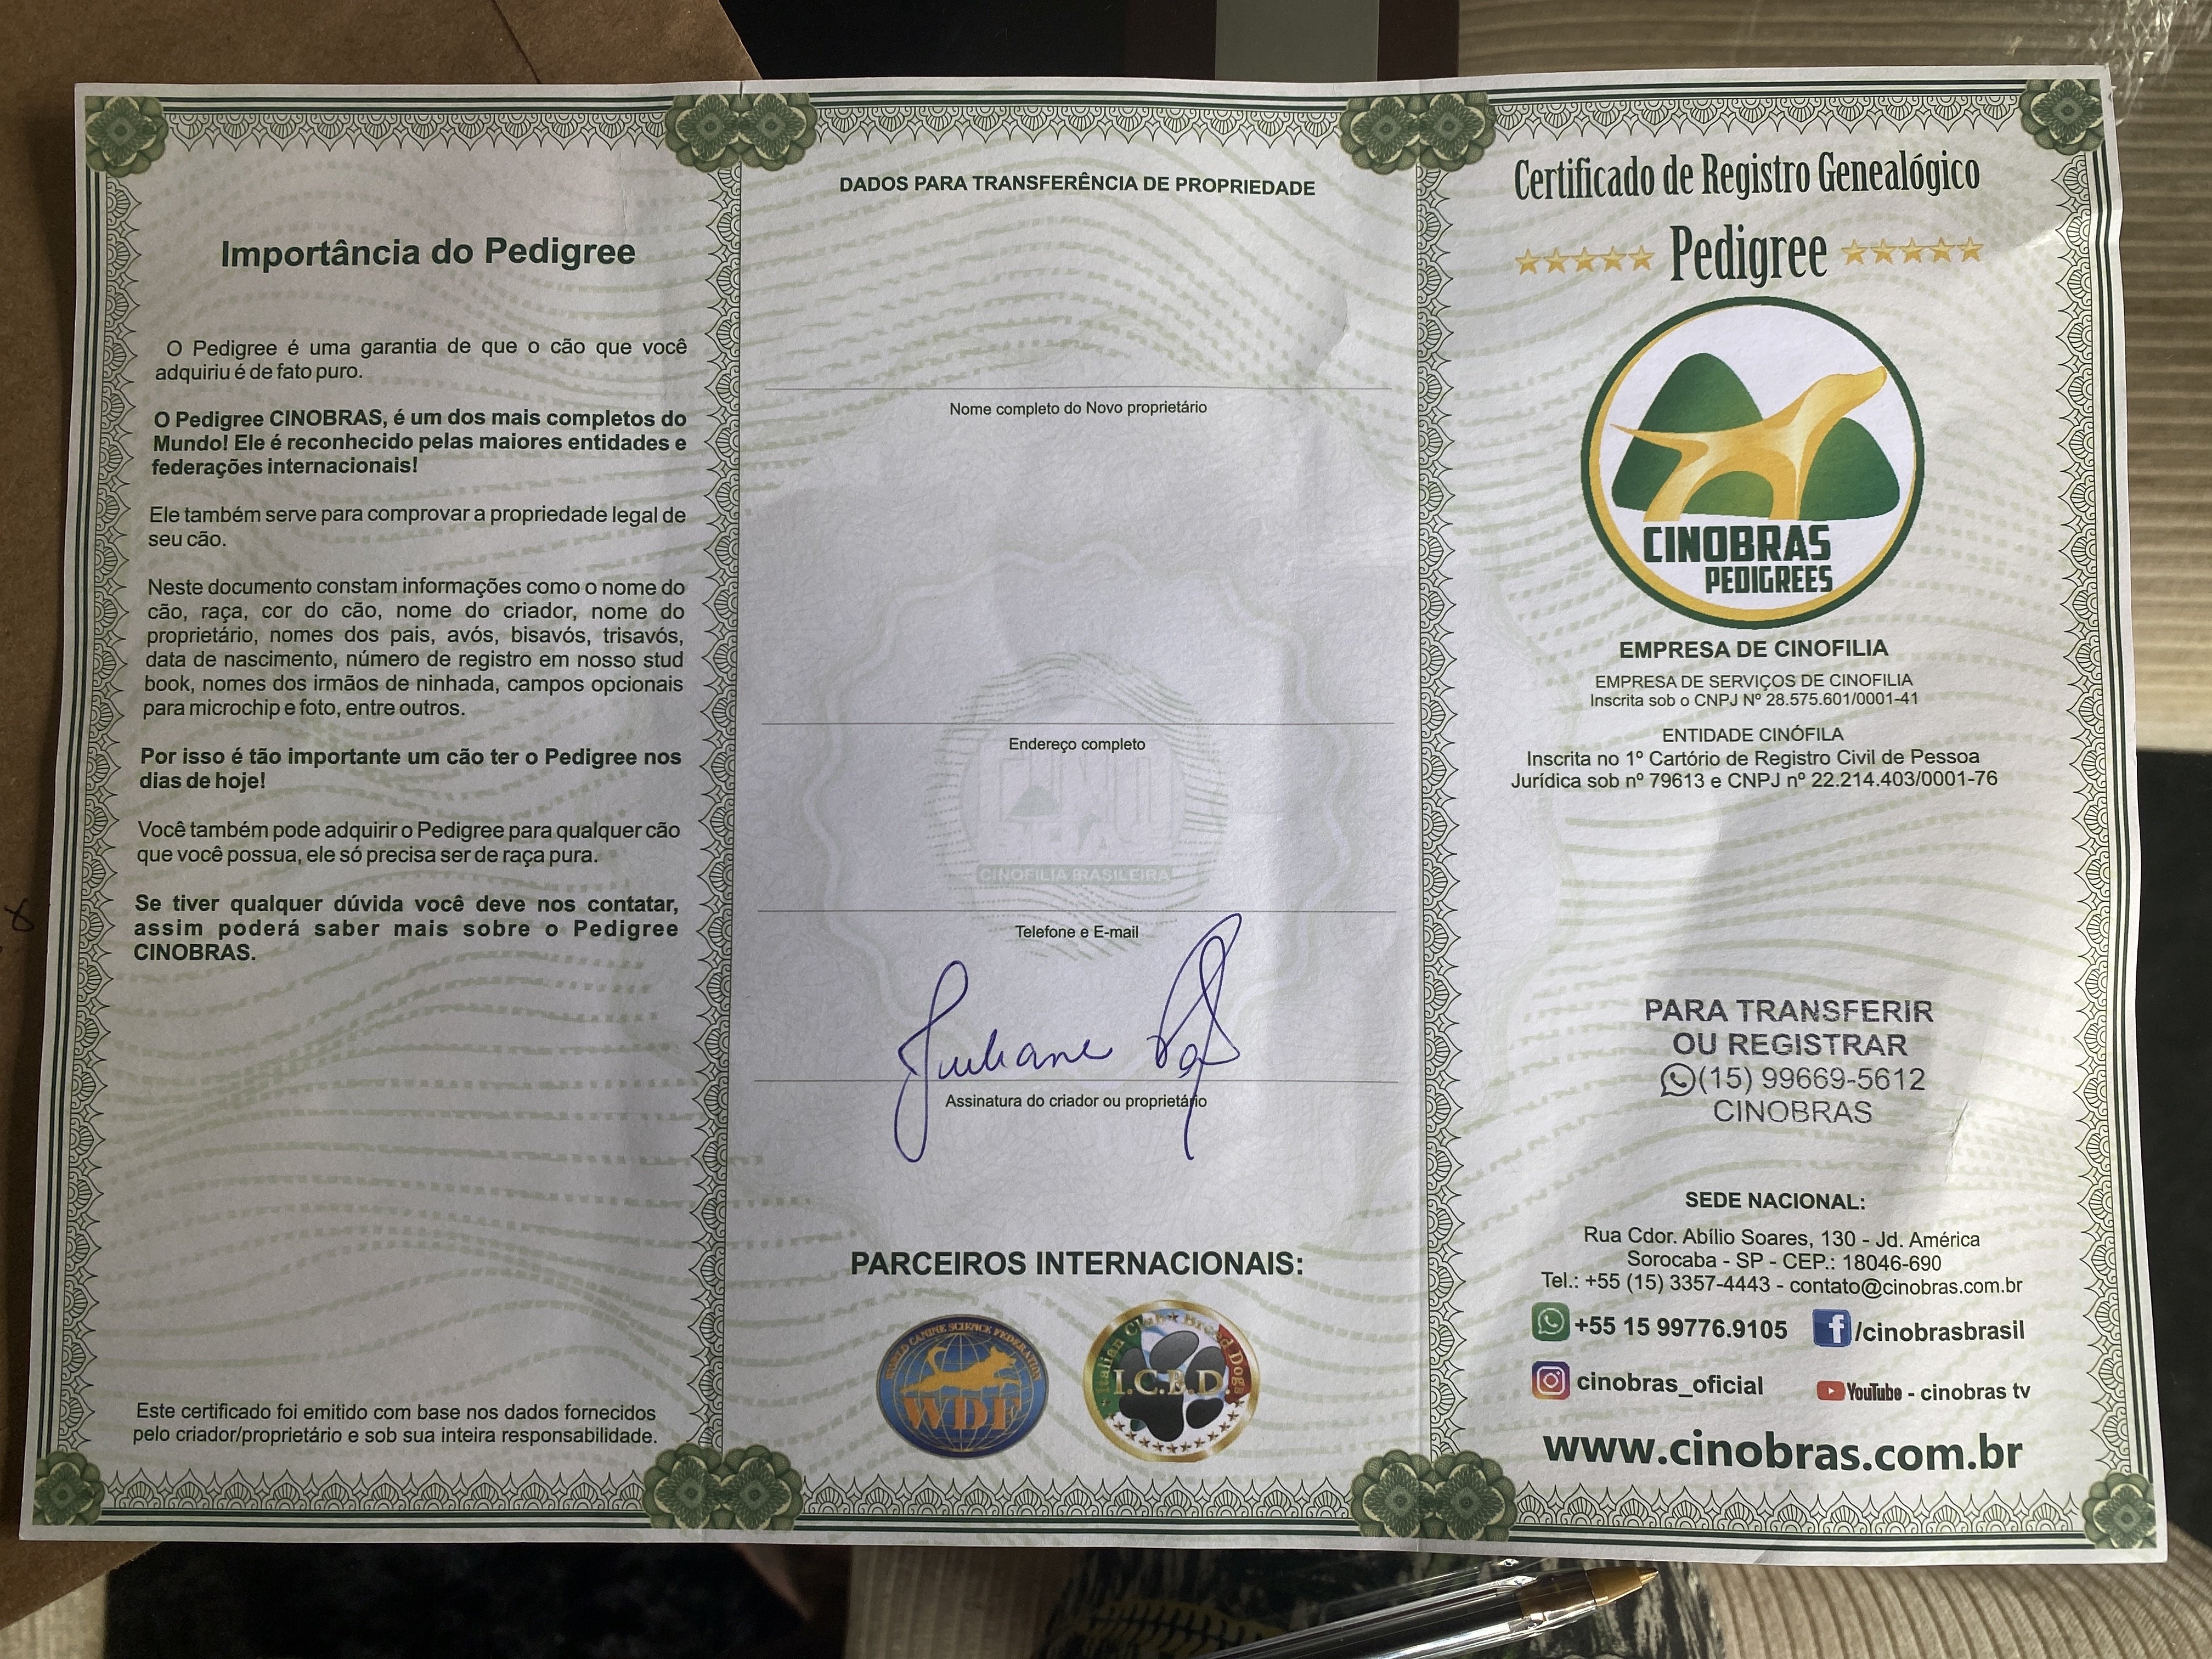 Importância do Pedigree
O Pedigree é uma garantia de que o cão que você
adquiriu é de fato puro.
O Pedigree CINOBRAS, é um dos mais completos do
Mundo! Ele é reconhecido pelas maiores entidades e
federações internacionais!
Ele também serve para comprovar a propriedade legal de
seu cão.
Neste documento constam informações como o nome do
cão, raça, cor do cão, nome do criador, nome do
proprietário, nomes dos pais, avós, bisavós, trisavós,
data de nascimento, número de registro em nosso stud
book, nomes dos irmãos de ninhada, campos opcionais
para microchip e foto, entre outros.
Por isso é tão importante um cão ter o Pedigree nos
dias de hoje!
Você também pode adquirir o Pedigree para qualquer cão
que você possua, ele só precisa ser de raça pura.
Se tiver qualquer dúvida você deve nos contatar,
assim poderá saber mais sobre o Pedigree
CINOBRAS.
Este certificado foi emitido com base nos dados fornecidos
pelo criador/proprietário e sob sua inteira responsabilidade.
DADOS PARA TRANSFERÊNCIA DE PROPRIEDADE
Nome completo do Novo proprietário
Endereço completo
CINOFILIA BRASILEIRA
Telefone e E-mail
Juliane
Assinatura do criador ou proprietário
PARCEIROS INTERNACIONAIS:
WORLD CANINE SCIENCE FEDERATION
WDF
Italian Club Breed Dogs
I.C.B.D.
Certificado de Registro Genealógico
Pedigree
CINOBRAS
PEDIGREES
EMPRESA DE CINOFILIA
EMPRESA DE SERVIÇOS DE CINOFILIA
Inscrita sob o CNPJ Nº 28.575.601/0001-41
ENTIDADE CINÓFILA
Inscrita no 1º Cartório de Registro Civil de Pessoa
Jurídica sob nº 79613 e CNPJ nº 22.214.403/0001-76
PARA TRANSFERIR
OU REGISTRAR
(15) 99669-5612
CINOBRAS
SEDE NACIONAL:
Rua Cdor. Abílio Soares, 130 - Jd. América
Sorocaba - SP - CEP.: 18046-690
Tel.: +55 (15) 3357-4443 - contato@cinobras.com.br
+55 15 99776.9105 /cinobrasbrasil
cinobras_oficial YouTube - cinobras tv
www.cinobras.com.br